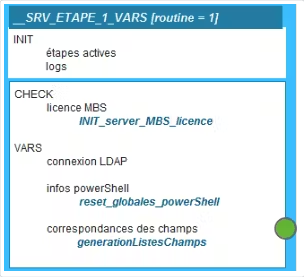 __SRV_ETAPE_1_VARS [routine = 1]
INIT
étapes actives
logs
CHECK
licence MBS
INIT_server_MBS_licence
VARS
connexion LDAP
infos powerShell
reset_globales_powerShell
correspondances des champs
generationListesChamps